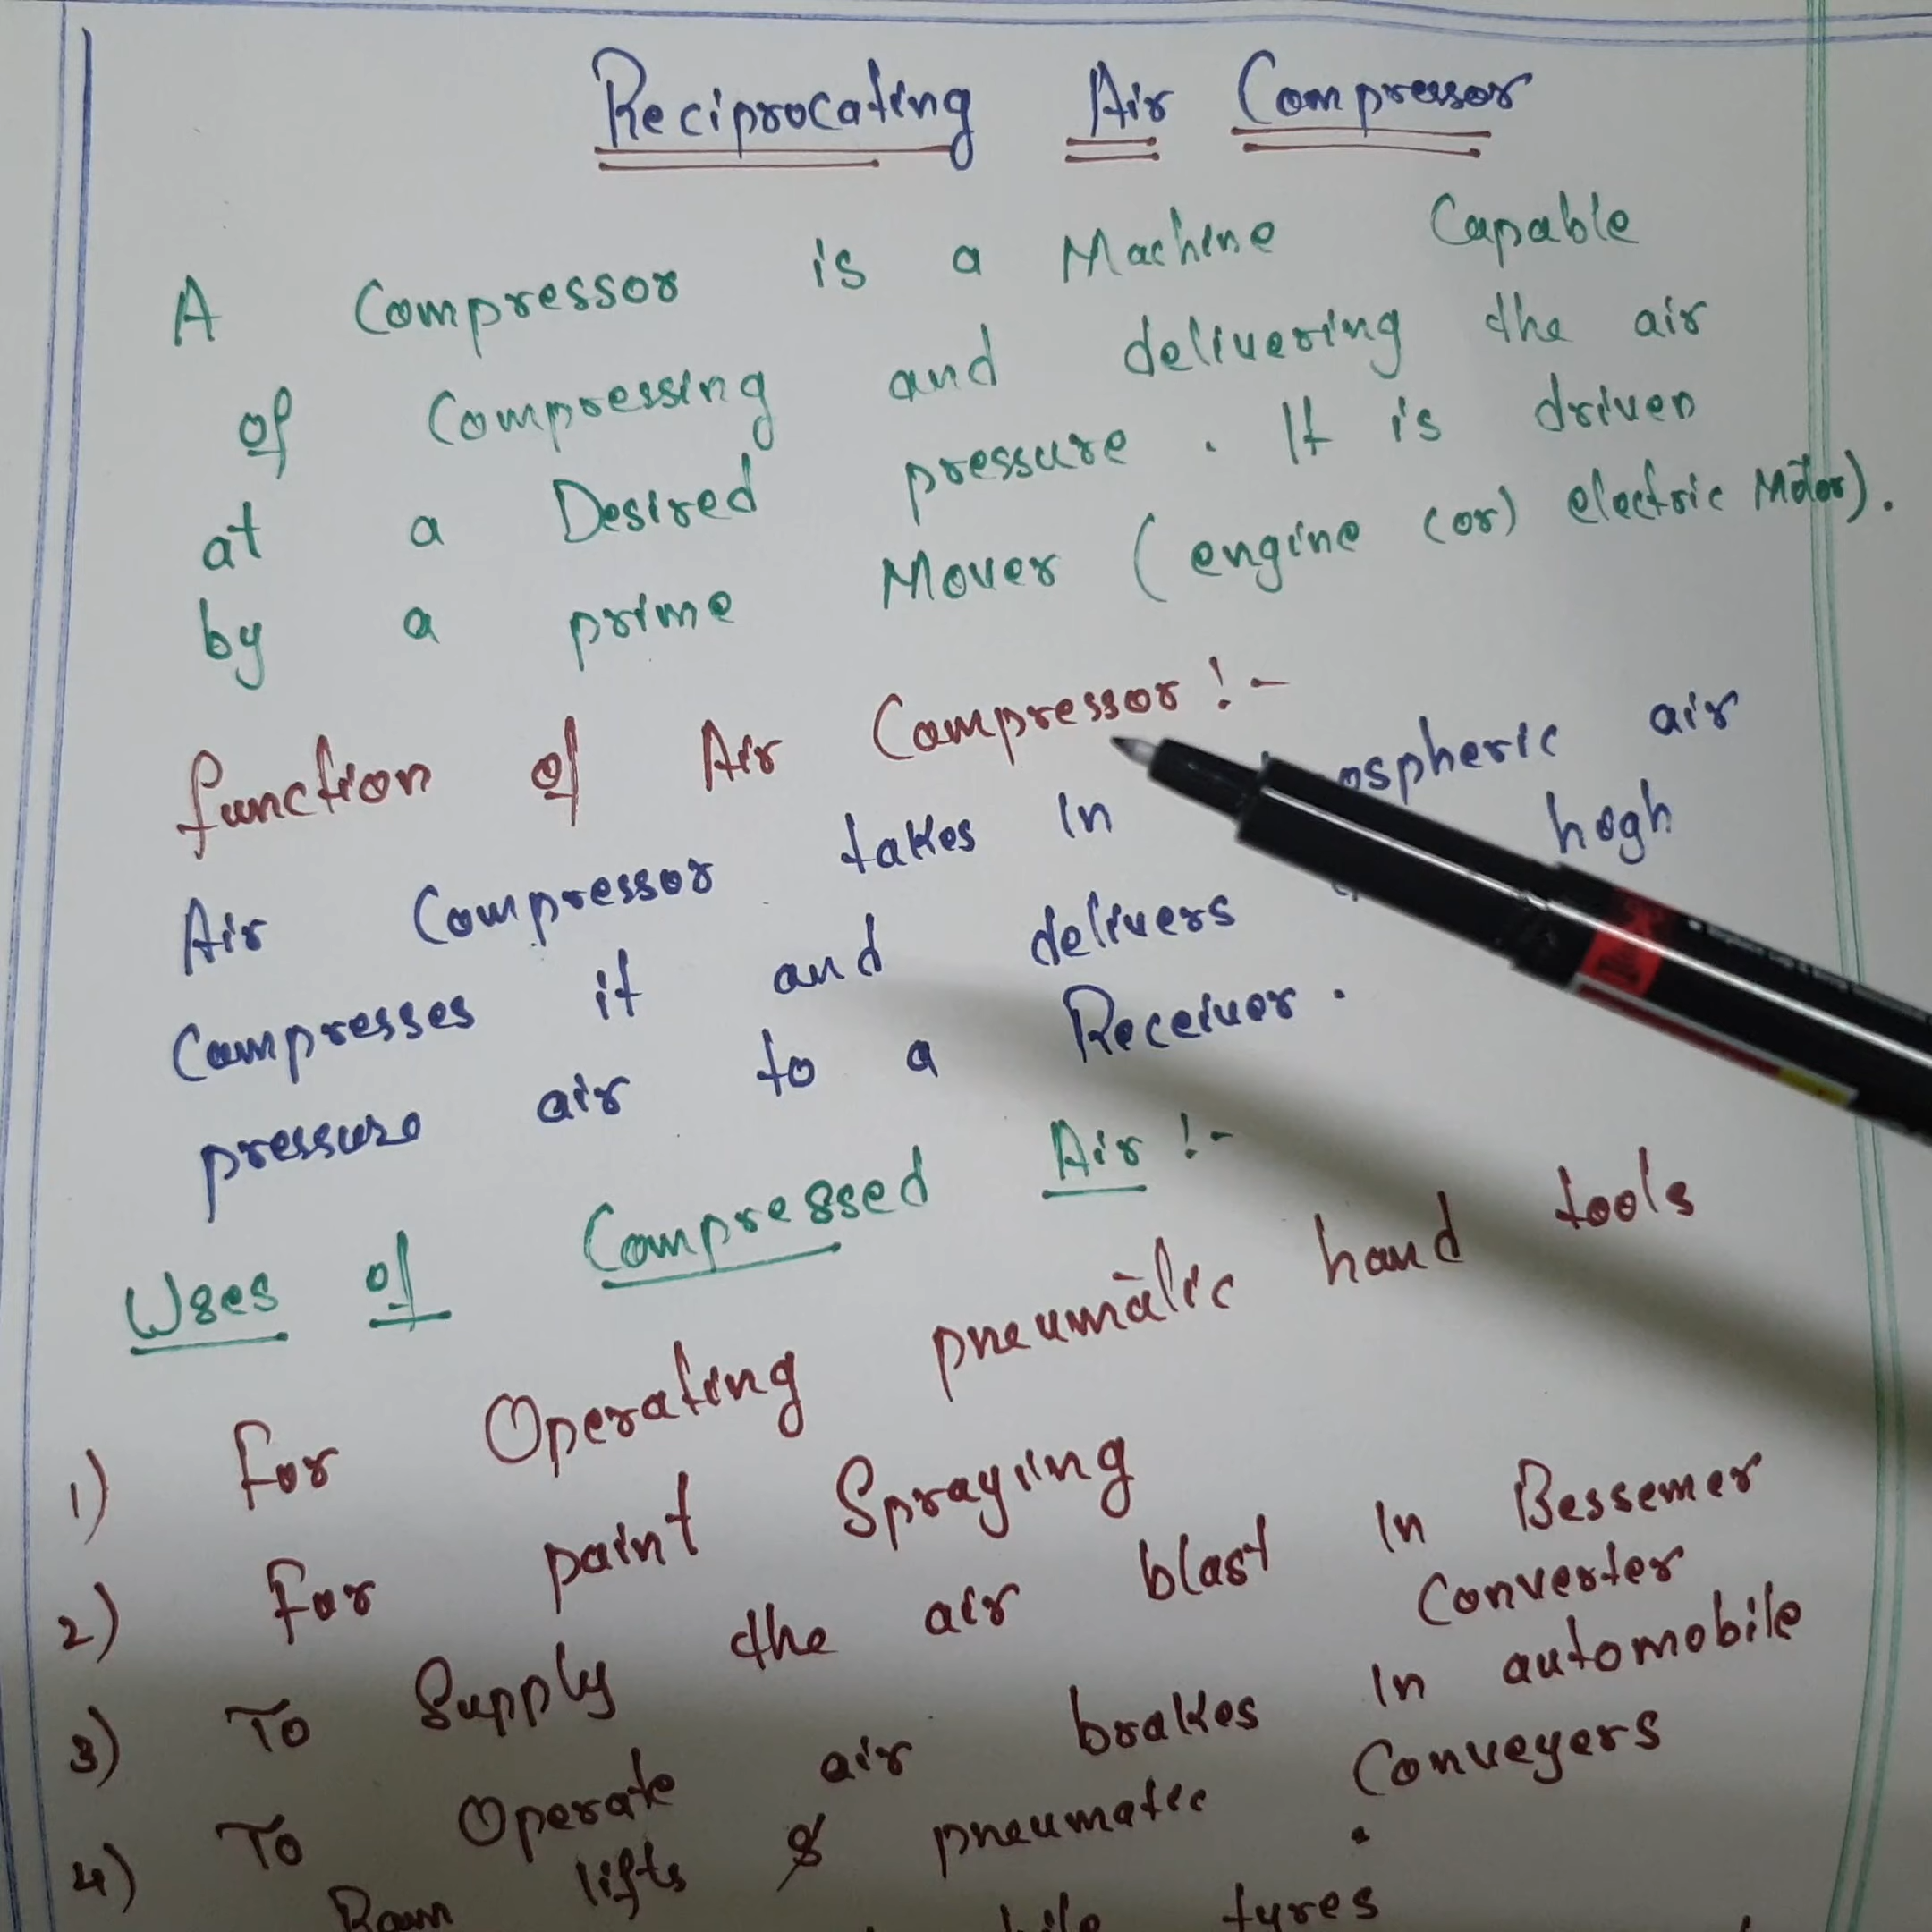 Reciprocating Air Compressor
A Compressor is a Machine Capable
of Compressing and delivering the air
at a Desired pressure. It is driven
by a prime Mover (engine (or) electric Motor).
function of Air Compressor :-
Air Compressor takes in ospheric air
Compresses it and delivers high
pressure air to a Receiver.
Uses of Compressed Air :-
1) For Operating pneumatic hand tools
2) For paint Spraying
3) To Supply the air blast in Bessemer
Converter
4) To Operate air brakes in automobile
lifts & pneumatic Conveyers
tyres